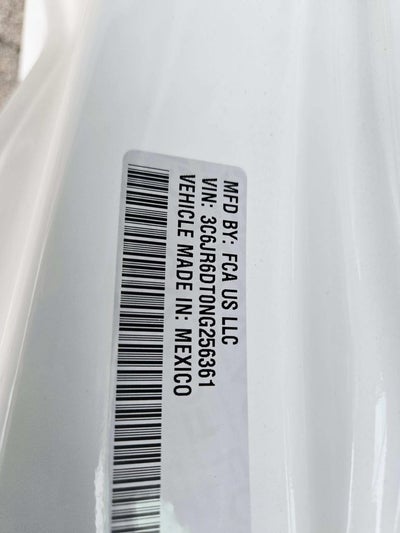 MFD BY: FCA US LLC
VIN: 3C6JR6DT0NG256361
VEHICLE MADE IN: MEXICO